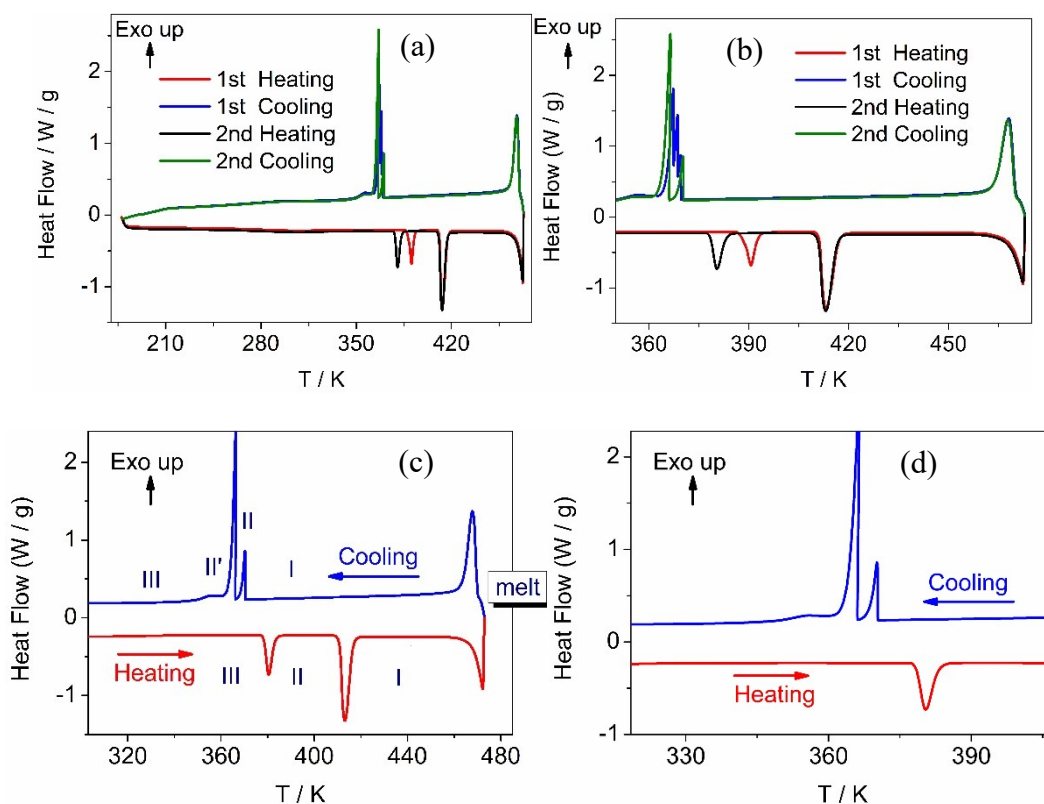 Exo up
(a)
1st Heating
1st Cooling
2nd Heating
2nd Cooling
2
1
0
-1
Heat Flow / W / g
210
280
350
420
T / K
Exo up
(b)
1st Heating
1st Cooling
2nd Heating
2nd Cooling
2
1
0
-1
Heat Flow (W / g)
360
390
420
450
T / K
Exo up
(c)
II
III
II'
I
Cooling
melt
Heating
III
II
I
2
1
0
-1
Heat Flow (W / g)
320
360
400
440
480
T / K
Exo up
(d)
Cooling
Heating
2
1
0
-1
Heat Flow (W / g)
330
360
390
T / K